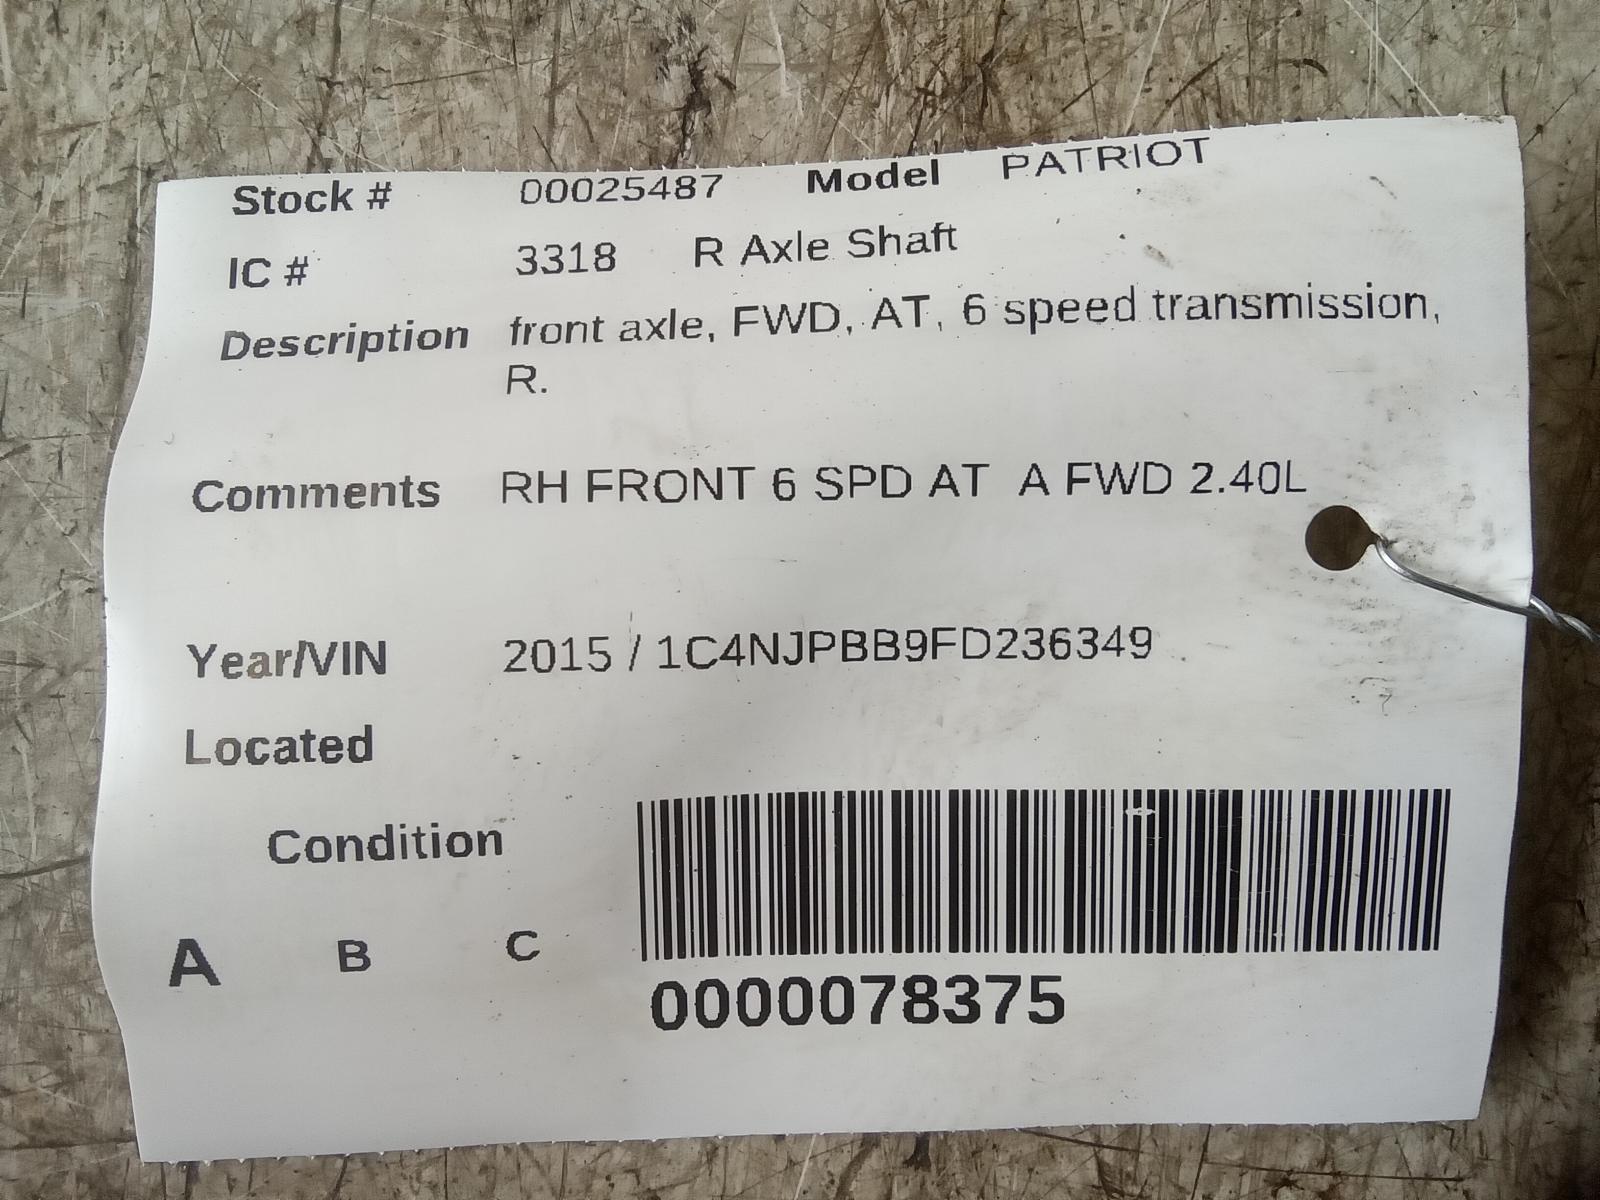 Stock # 00025487 Model PATRIOT
IC # 3318 R Axle Shaft
Description front axle, FWD, AT, 6 speed transmission,
R.
Comments RH FRONT 6 SPD AT A FWD 2.40L
Year/VIN 2015 / 1C4NJPBB9FD236349
Located
Condition
A B C
0000078375